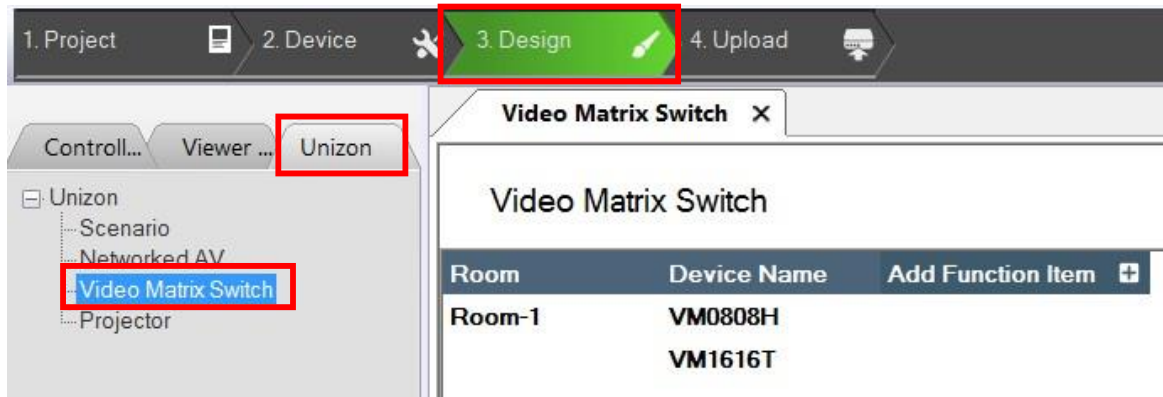 1. Project 2. Device 3. Design 4. Upload
Controll... Viewer ... Unizon
Unizon
Scenario
Networked AV
Video Matrix Switch
Projector
Video Matrix Switch X
Video Matrix Switch
Room Device Name Add Function Item +
Room-1 VM0808H
VM1616T